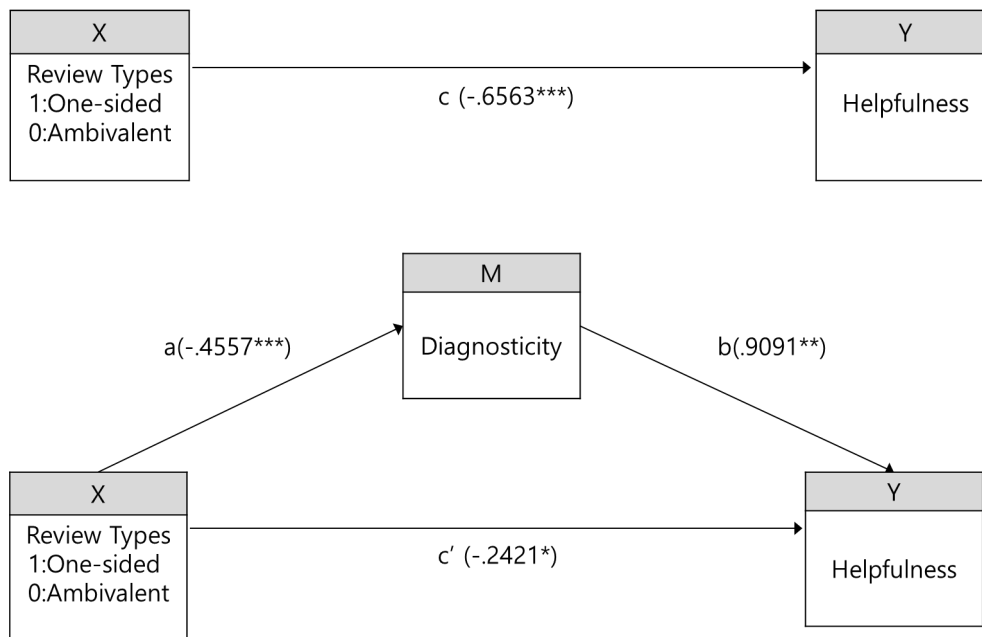 X
Review Types
1:One-sided
0:Ambivalent
c (-.6563***)
Y
Helpfulness
M
Diagnosticity
a(-.4557***)
b(.9091**)
X
Review Types
1:One-sided
0:Ambivalent
c’ (-.2421*)
Y
Helpfulness